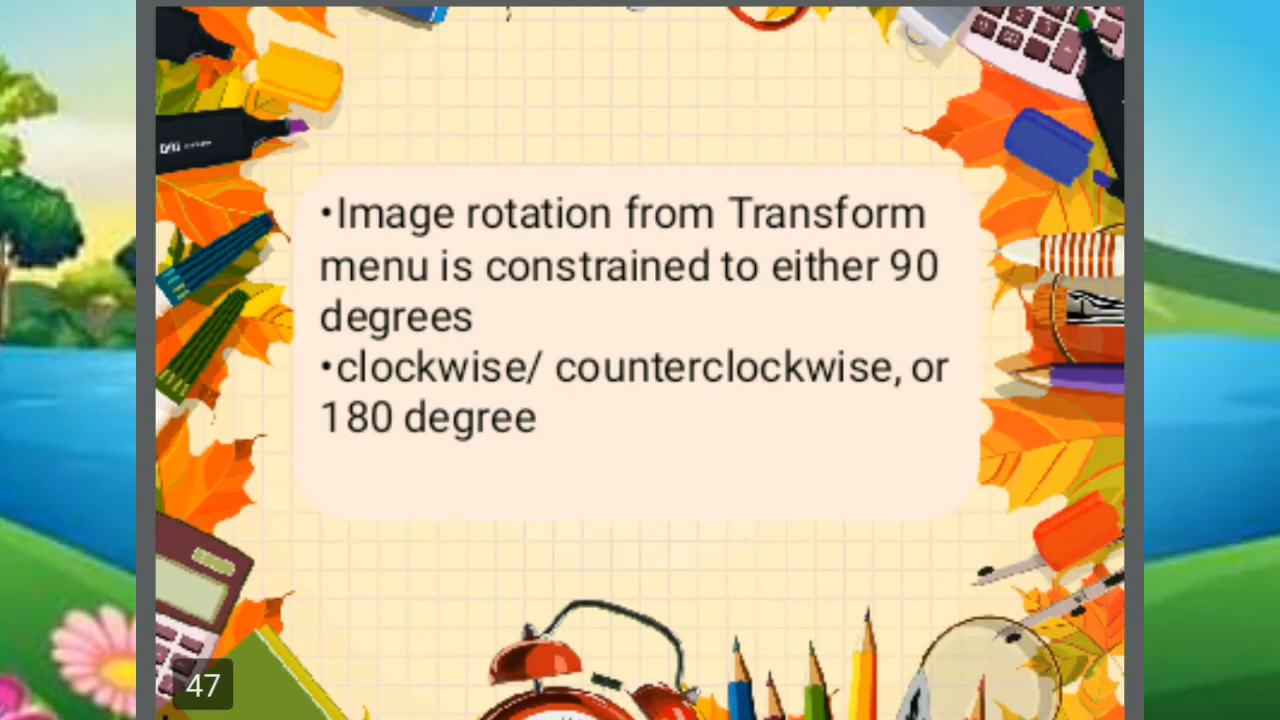 •Image rotation from Transform
menu is constrained to either 90
degrees
•clockwise/ counterclockwise, or
180 degree
47